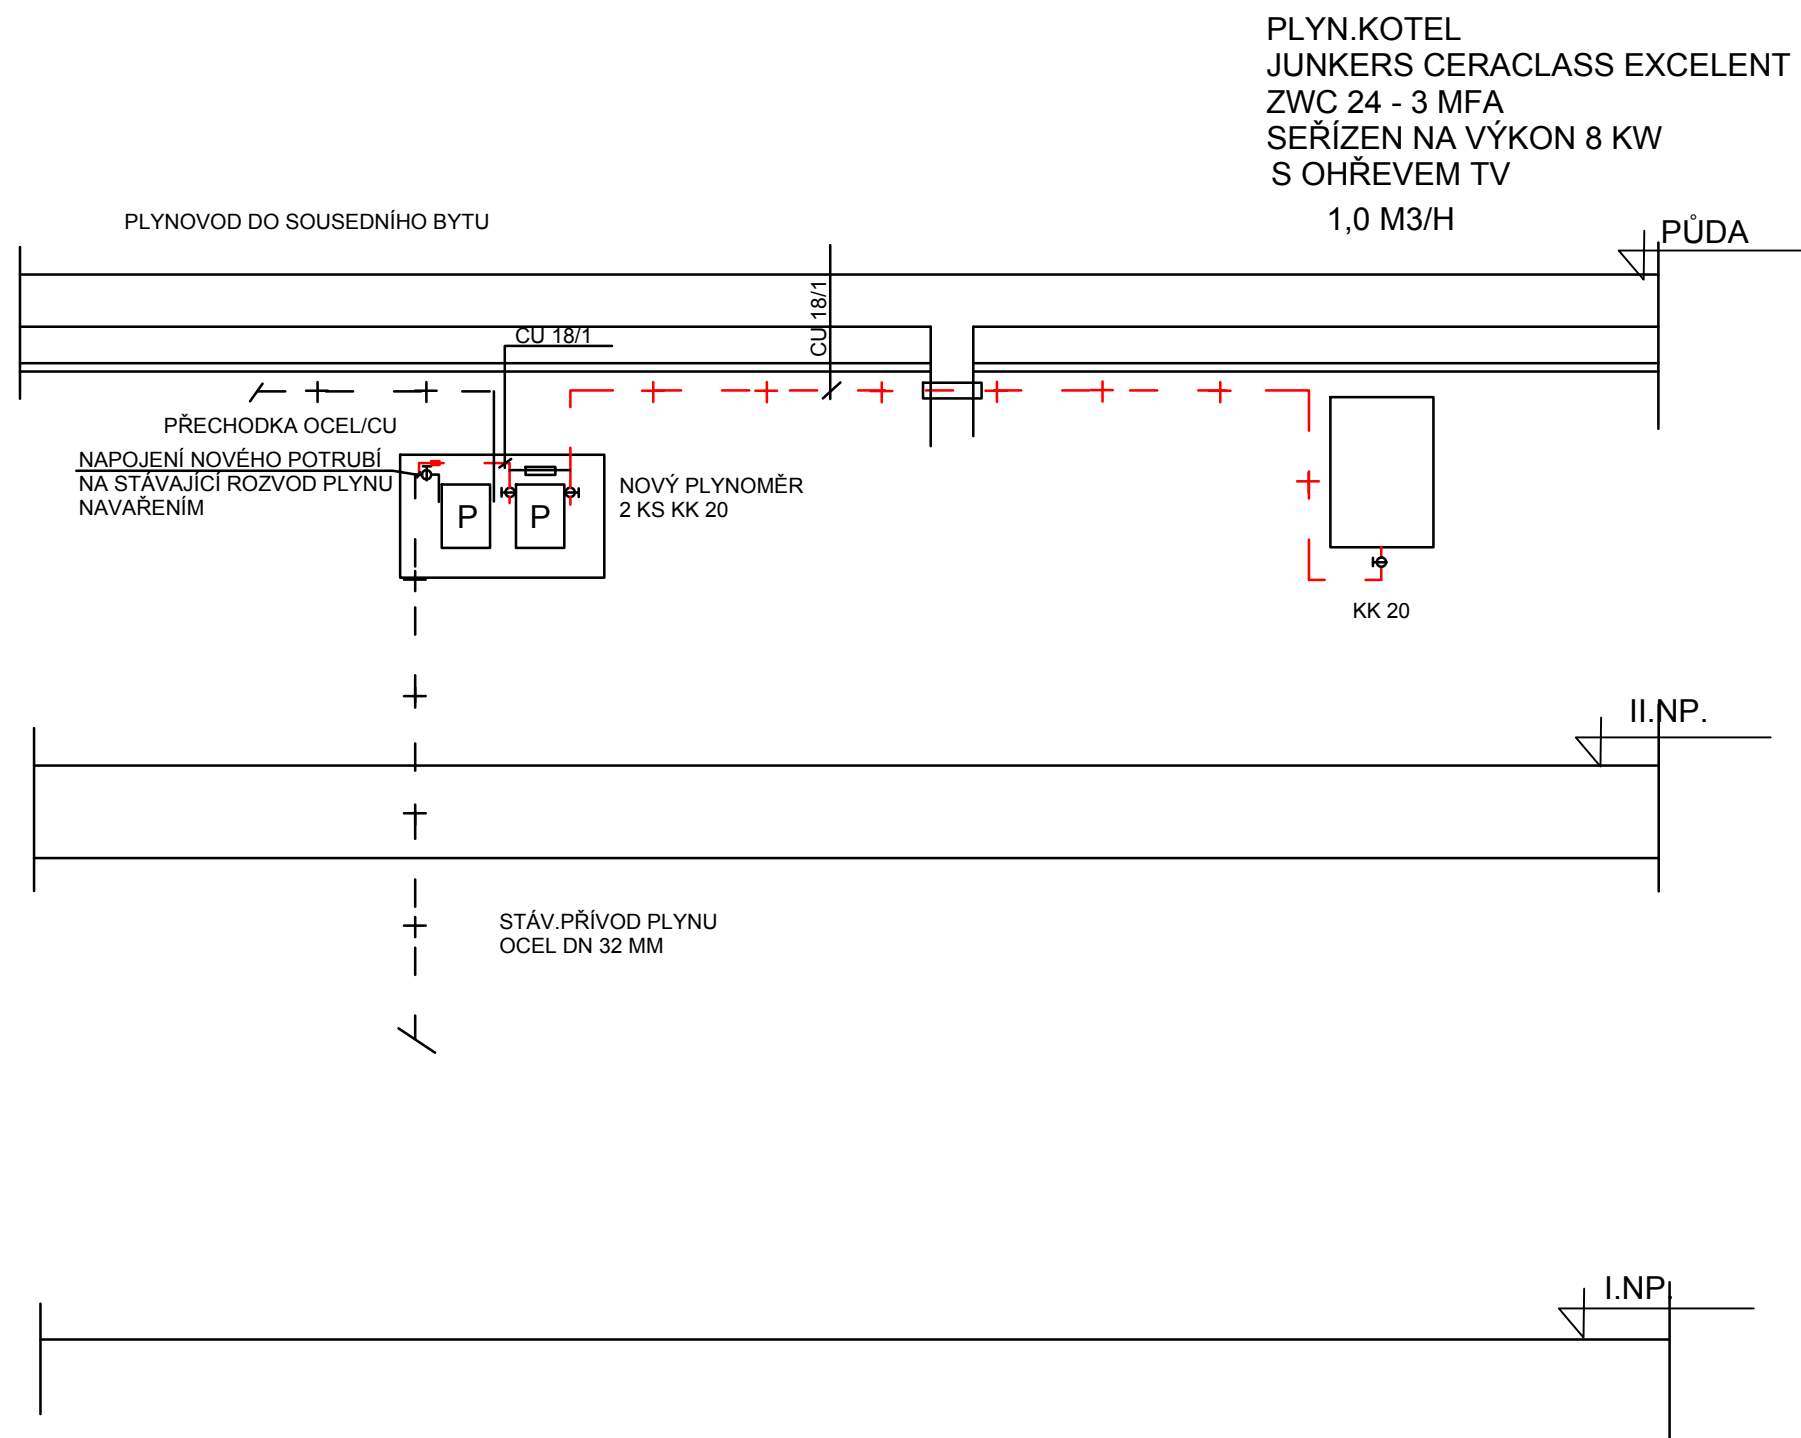 PLYN.KOTEL
JUNKERS CERACLASS EXCELENT
ZWC 24 - 3 MFA
SEŘÍZEN NA VÝKON 8 KW
S OHŘEVEM TV
1,0 M3/H
PLYNOVOD DO SOUSEDNÍHO BYTU
PŮDA
CU 18/1
CU 18/1
PŘECHODKA OCEL/CU
NAPOJENÍ NOVÉHO POTRUBÍ
NA STÁVAJÍCÍ ROZVOD PLYNU
NAVAŘENÍM
P
P
NOVÝ PLYNOMĚR
2 KS KK 20
KK 20
II.NP.
STÁV.PŘÍVOD PLYNU
OCEL DN 32 MM
I.NP.